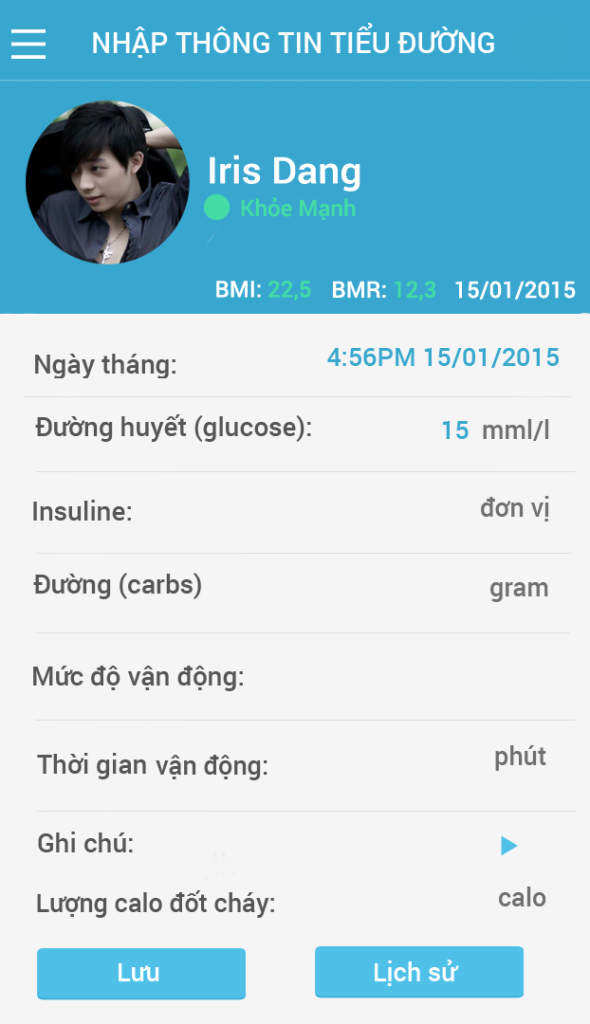 NHẬP THÔNG TIN TIỂU ĐƯỜNG
Iris Dang
Khỏe Mạnh
BMI: 22,5 BMR: 12,3 15/01/2015
Ngày tháng: 4:56PM 15/01/2015
Đường huyết (glucose): 15 mml/l
Insuline: đơn vị
Đường (carbs) gram
Mức độ vận động:
Thời gian vận động: phút
Ghi chú:
Lượng calo đốt cháy: calo
Lưu Lịch sử